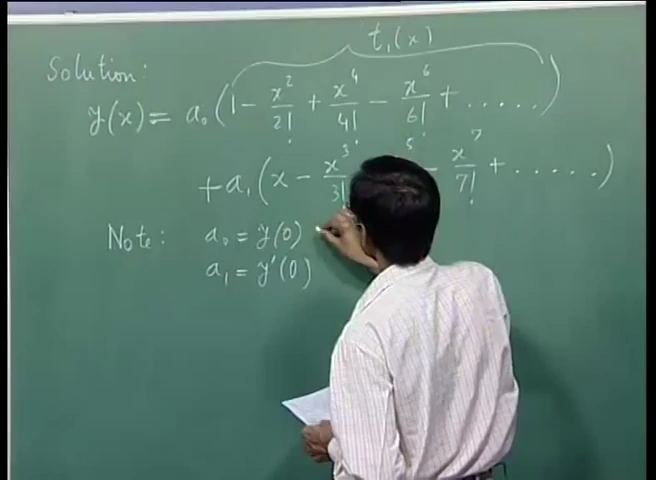 t₁(x)
Solution:
y(x) = a₀(1 - x²/2! + x⁴/4! - x⁶/6! + ......)
+ a₁(x - x³/3! 5 - x⁷/7! + ......)
Note: a₀ = y(0)
a₁ = y'(0)